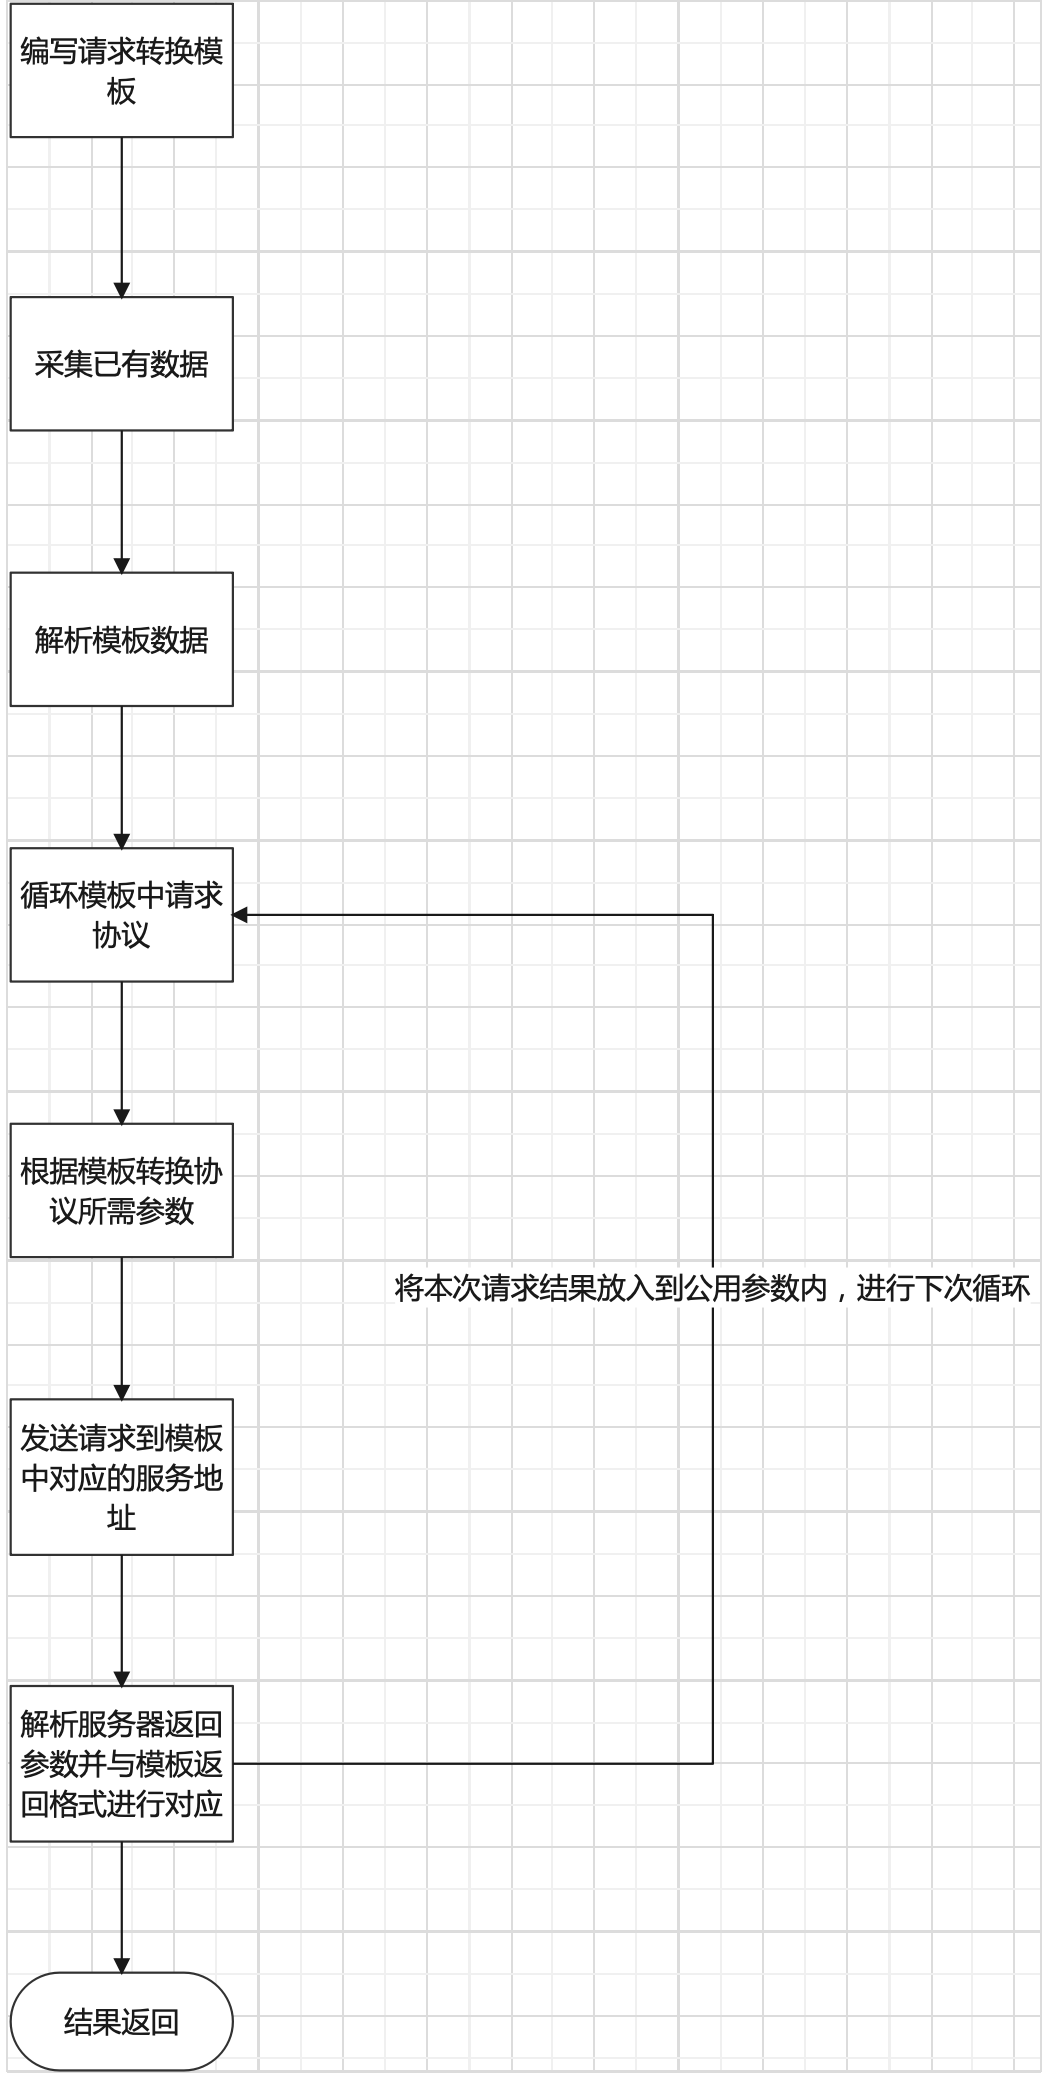 编写请求转换模
板
采集已有数据
解析模板数据
循环模板中请求
协议
根据模板转换协
议所需参数
将本次请求结果放入到公用参数内，进行下次循环
发送请求到模板
中对应的服务地
址
解析服务器返回
参数并与模板返
回格式进行对应
结果返回